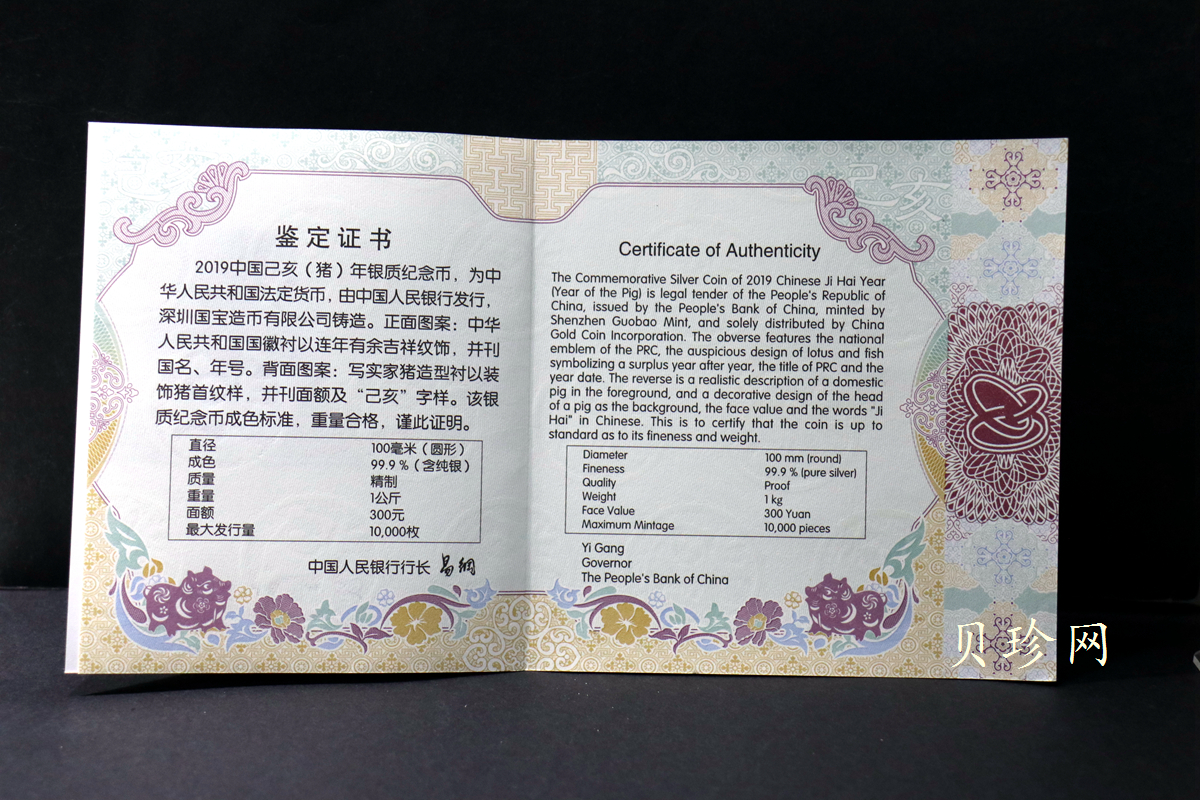 鉴定证书
2019中国己亥（猪）年银质纪念币，为中
华人民共和国法定货币，由中国人民银行发行，
深圳国宝造币有限公司铸造。正面图案：中华
人民共和国国徽衬以连年有余吉祥纹饰，并刊
国名、年号。背面图案：写实家猪造型衬以装
饰猪首纹样，并刊面额及“己亥”字样。该银
质纪念币成色标准，重量合格，谨此证明。
直径 100毫米（圆形）
成色 99.9％（含纯银）
质量 精制
重量 1公斤
面额 300元
最大发行量 10,000枚
中国人民银行行长 易纲
Certificate of Authenticity
The Commemorative Silver Coin of 2019 Chinese Ji Hai Year
(Year of the Pig) is legal tender of the People's Republic of
China, issued by the People's Bank of China, minted by
Shenzhen Guobao Mint, and solely distributed by China
Gold Coin Incorporation. The obverse features the national
emblem of the PRC, the auspicious design of lotus and fish
symbolizing a surplus year after year, the title of PRC and the
year date. The reverse is a realistic description of a domestic
pig in the foreground, and a decorative design of the head
of a pig as the background, the face value and the words "Ji
Hai" in Chinese. This is to certify that the coin is up to
standard as to its fineness and weight.
Diameter 100 mm (round)
Fineness 99.9 % (pure silver)
Quality Proof
Weight 1 kg
Face Value 300 Yuan
Maximum Mintage 10,000 pieces
Yi Gang
Governor
The People's Bank of China
己亥
贝珍网